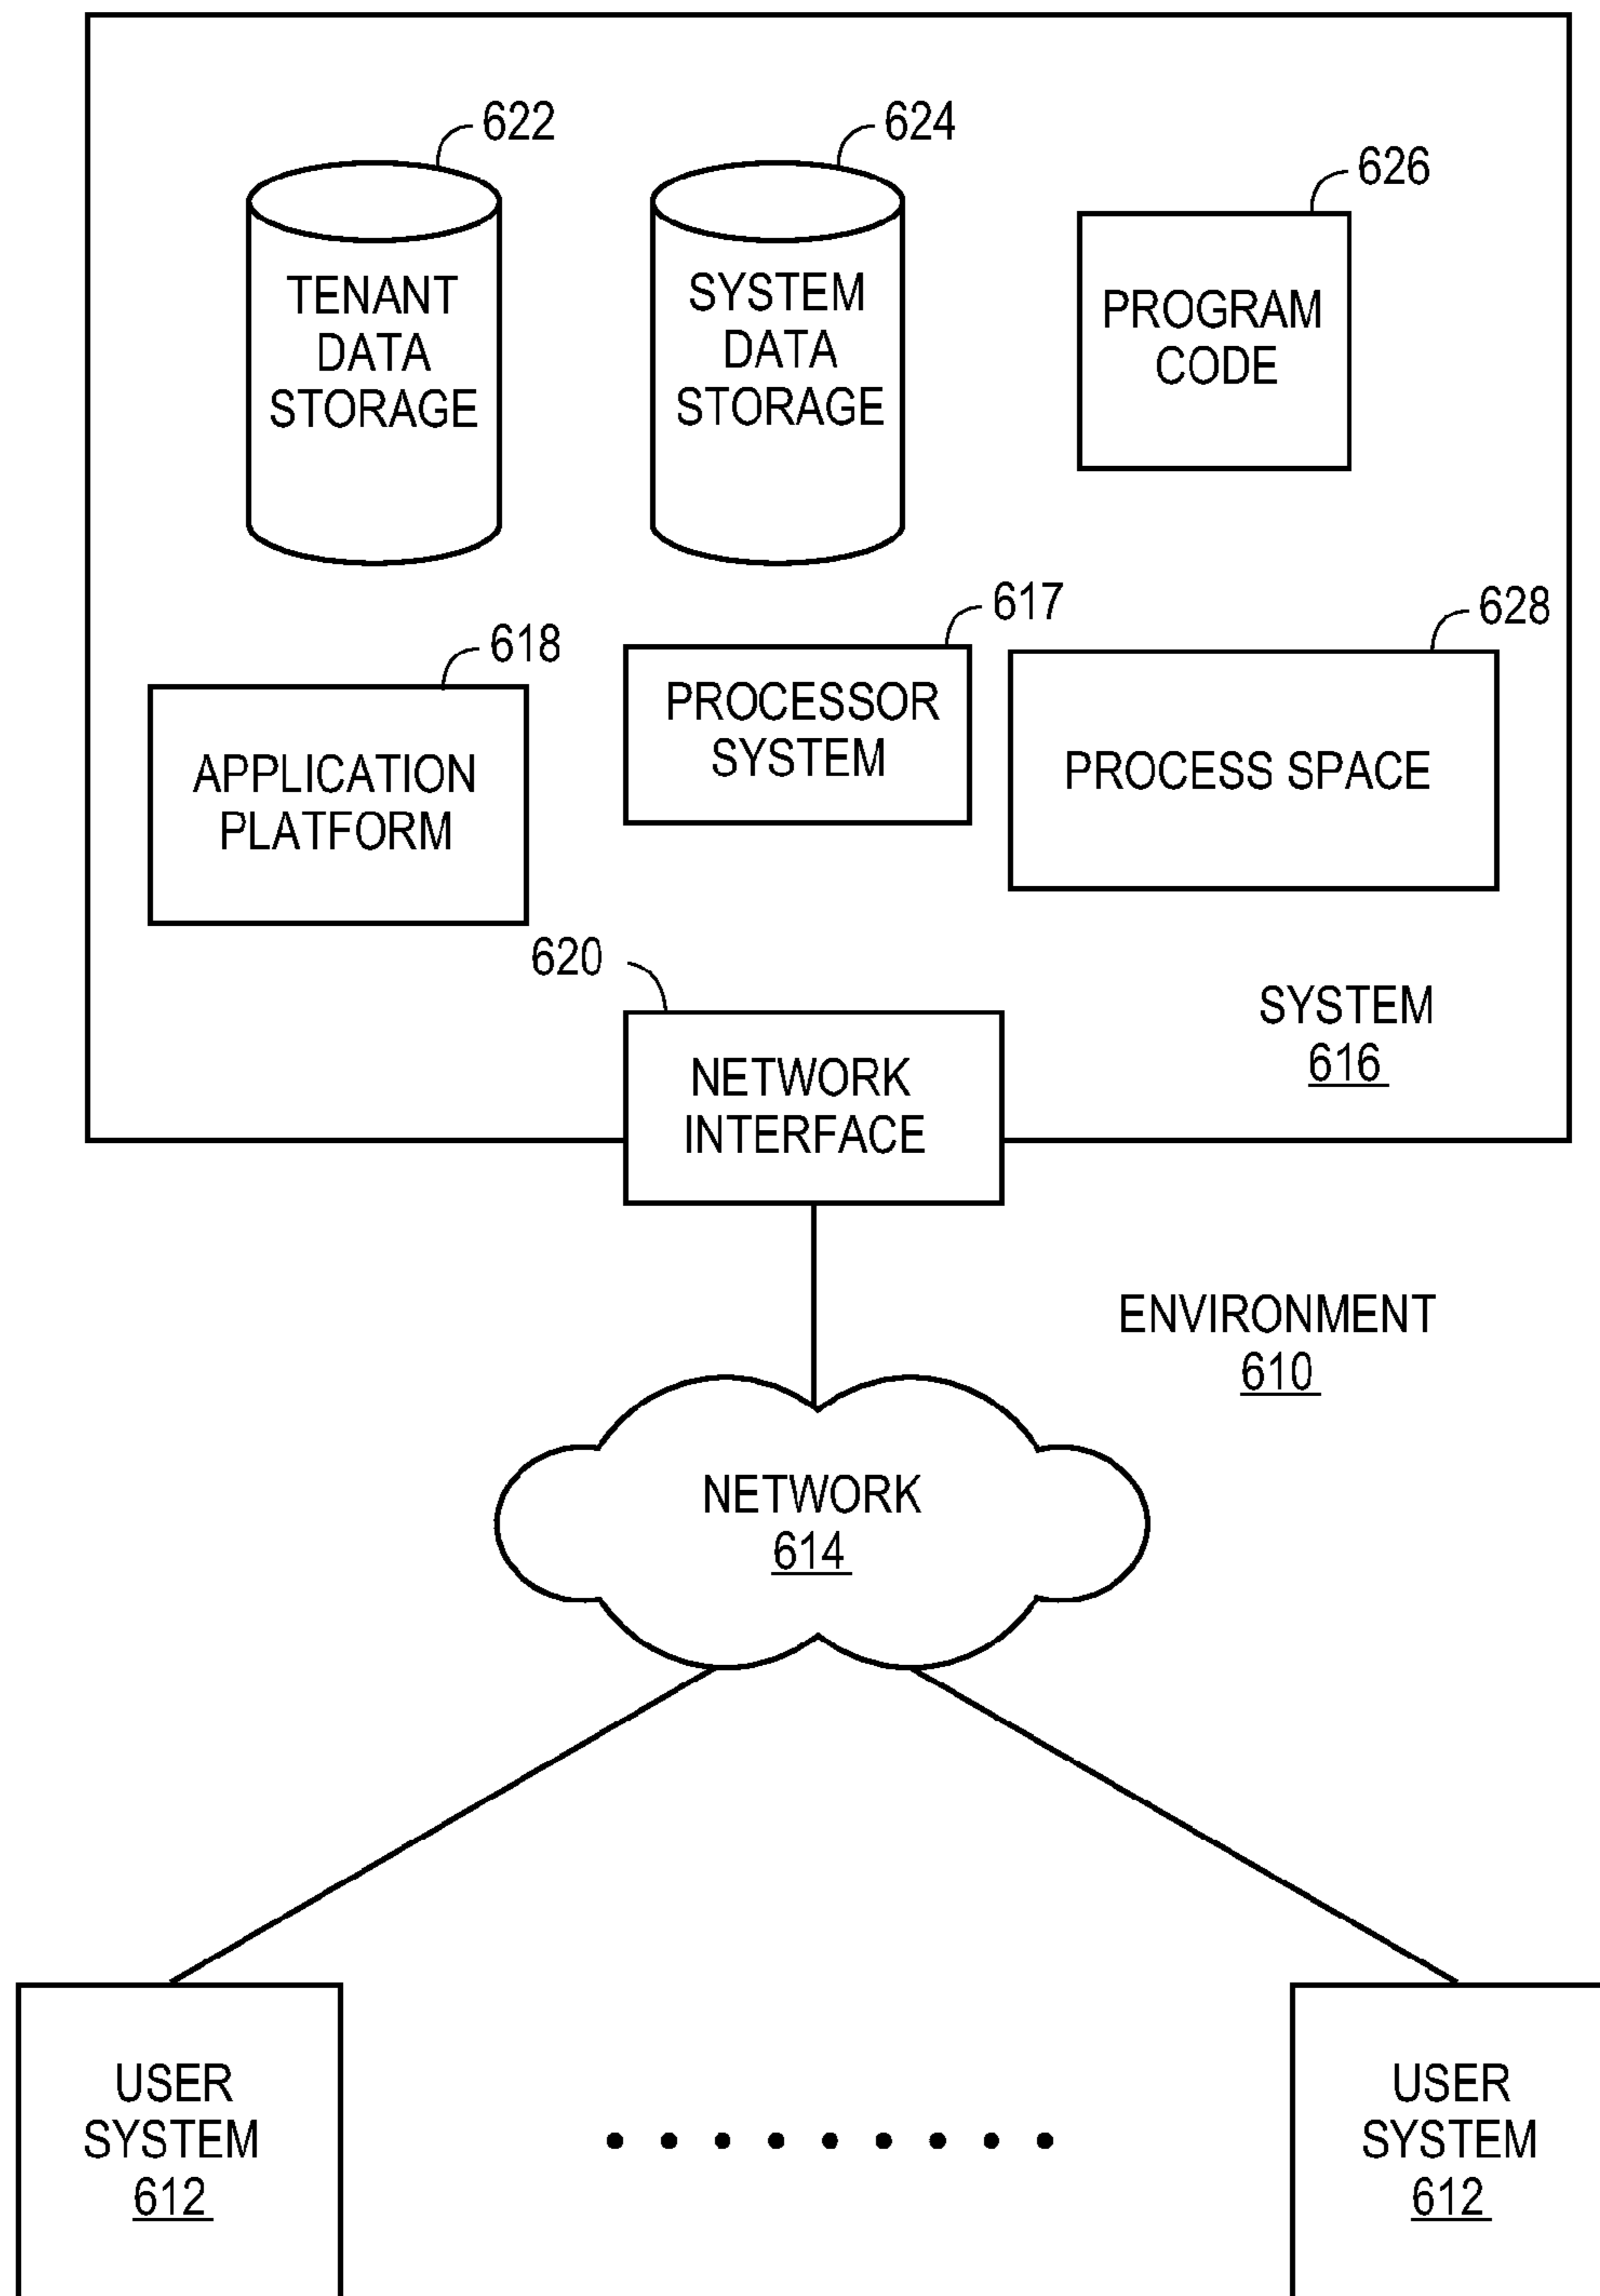 622
624
626
TENANT
DATA
STORAGE
SYSTEM
DATA
STORAGE
PROGRAM
CODE
618
617
628
APPLICATION
PLATFORM
PROCESSOR
SYSTEM
PROCESS SPACE
620
NETWORK
INTERFACE
SYSTEM
616
ENVIRONMENT
610
NETWORK
614
USER
SYSTEM
612
USER
SYSTEM
612